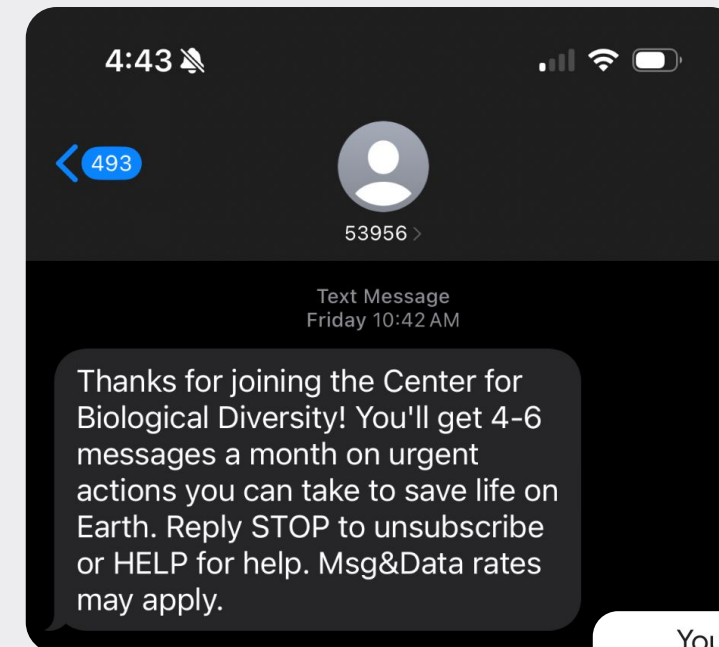 4:43
493
53956
Text Message
Friday 10:42 AM
Thanks for joining the Center for
Biological Diversity! You'll get 4-6
messages a month on urgent
actions you can take to save life on
Earth. Reply STOP to unsubscribe
or HELP for help. Msg&Data rates
may apply.